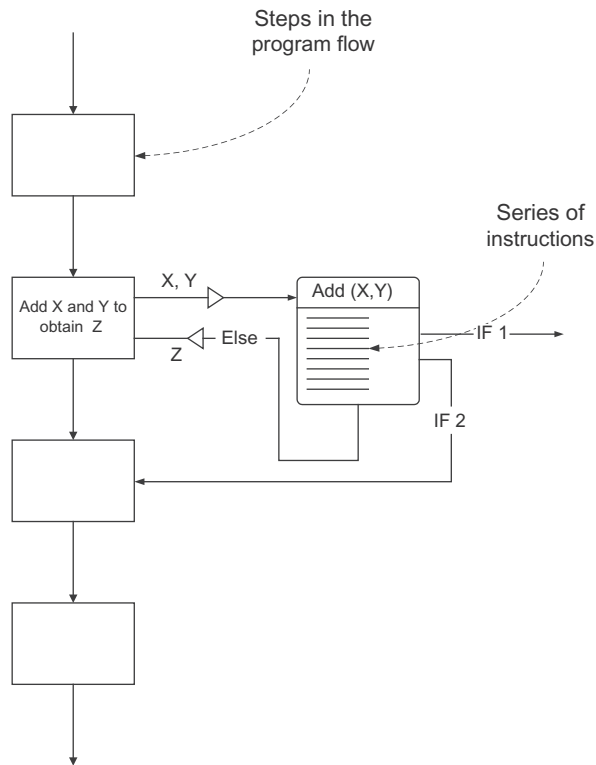 Steps in the
program flow
Series of
instructions
X, Y
Add (X,Y)
Add X and Y to
obtain Z
IF 1
Else
Z
IF 2